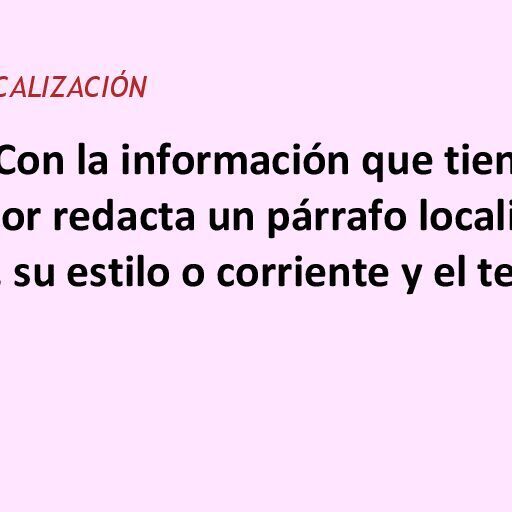 CALIZACIÓN
Con la información que tien
or redacta un párrafo locali
su estilo o corriente y el te